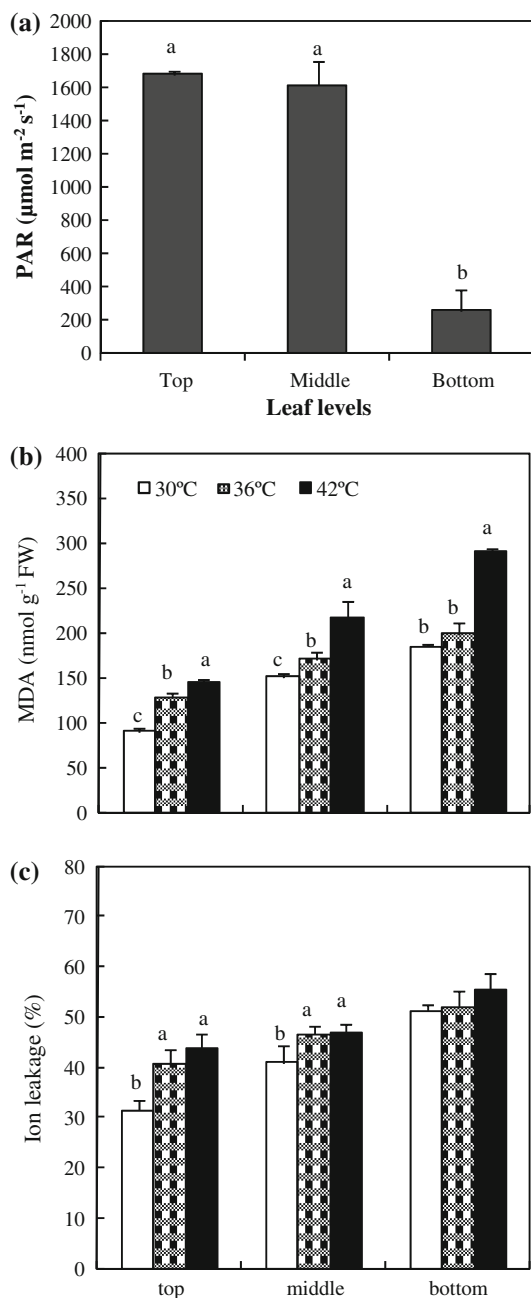 (a)
2000
1800
1600
1400
1200
1000
800
600
400
200
0
PAR (µmol m⁻² s⁻¹)
a
a
b
Top Middle Bottom
Leaf levels
(b)
400
350
300
250
200
150
100
50
0
MDA (nmol g⁻¹ FW)
30ºC 36ºC 42ºC
c b a
c b a
b b a
(c)
80
70
60
50
40
30
20
10
0
Ion leakage (%)
b a a
b a a
top middle bottom